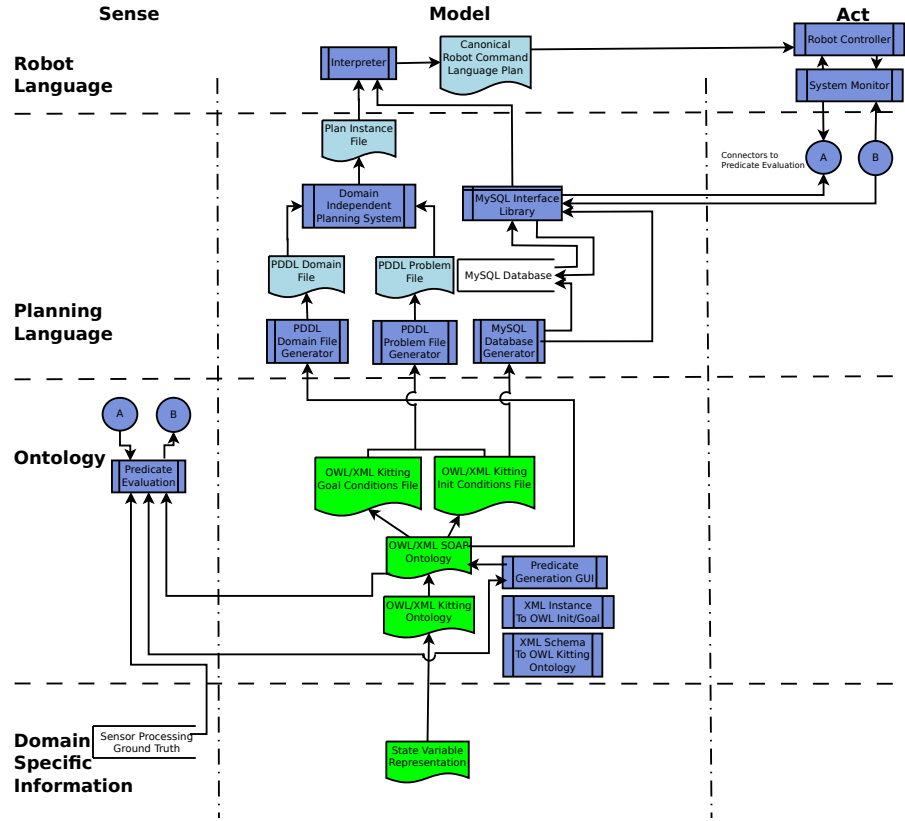 Sense
Model
Act
Robot
Language
Interpreter
Canonical
Robot Command
Language Plan
Robot Controller
System Monitor
Plan Instance
File
Connectors to
Predicate Evaluation
A
B
Domain
Independent
Planning System
MySQL Interface
Library
PDDL Domain
File
PDDL Problem
File
MySQL Database
Planning
Language
PDDL
Domain File
Generator
PDDL
Problem File
Generator
MySQL
Database
Generator
A
B
Ontology
Predicate
Evaluation
OWL/XML Kitting
Goal Conditions File
OWL/XML Kitting
Init Conditions File
OWL/XML SOAP
Ontology
Predicate
Generation GUI
OWL/XML Kitting
Ontology
XML Instance
To OWL Init/Goal
XML Schema
To OWL Kitting
Ontology
Domain
Specific
Information
Sensor Processing
Ground Truth
State Variable
Representation